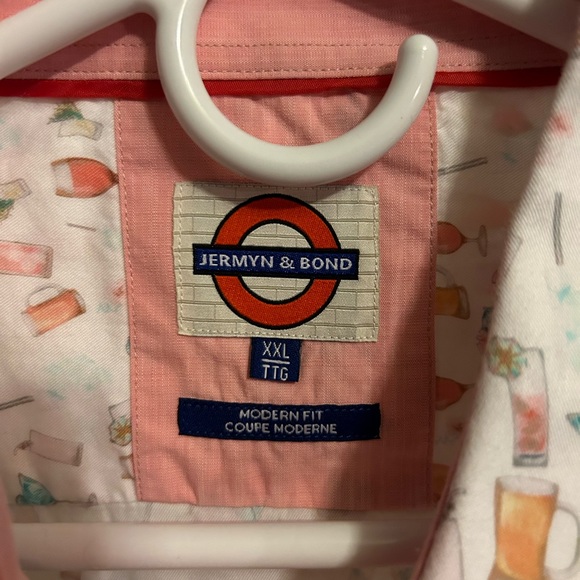 JERMYN & BOND
XXL
TTG
MODERN FIT
COUPE MODERNE